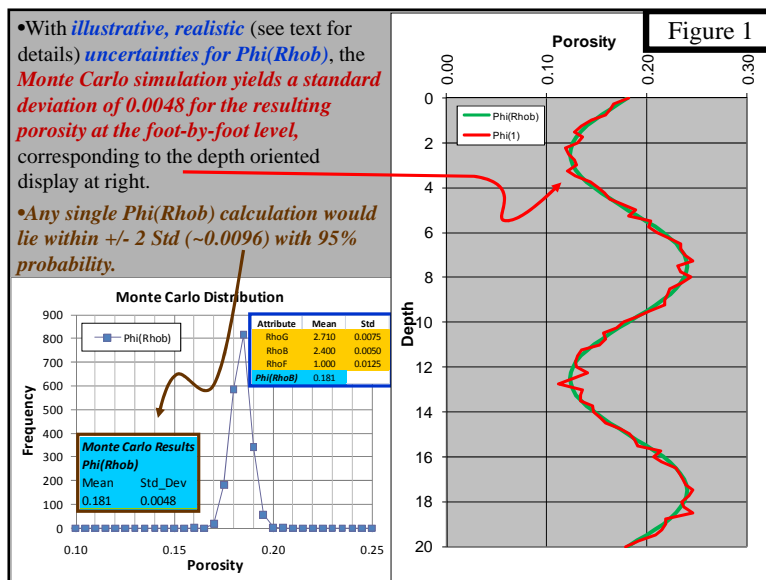 •With illustrative, realistic (see text for
details) uncertainties for Phi(Rhob), the
Monte Carlo simulation yields a standard
deviation of 0.0048 for the resulting
porosity at the foot-by-foot level,
corresponding to the depth oriented
display at right.
•Any single Phi(Rhob) calculation would
lie within +/- 2 Std (~0.0096) with 95%
probability.
Monte Carlo Distribution
Phi(Rhob)
Attribute Mean Std
RhoG 2.710 0.0075
RhoB 2.400 0.0050
RhoF 1.000 0.0125
Phi(RhoB) 0.181
Monte Carlo Results
Phi(Rhob)
Mean Std_Dev
0.181 0.0048
Frequency
900
800
700
600
500
400
300
200
100
0
0.10 0.15 0.20 0.25
Porosity
Figure 1
Porosity
0.00 0.10 0.20 0.30
Phi(Rhob)
Phi(1)
Depth
0
2
4
6
8
10
12
14
16
18
20